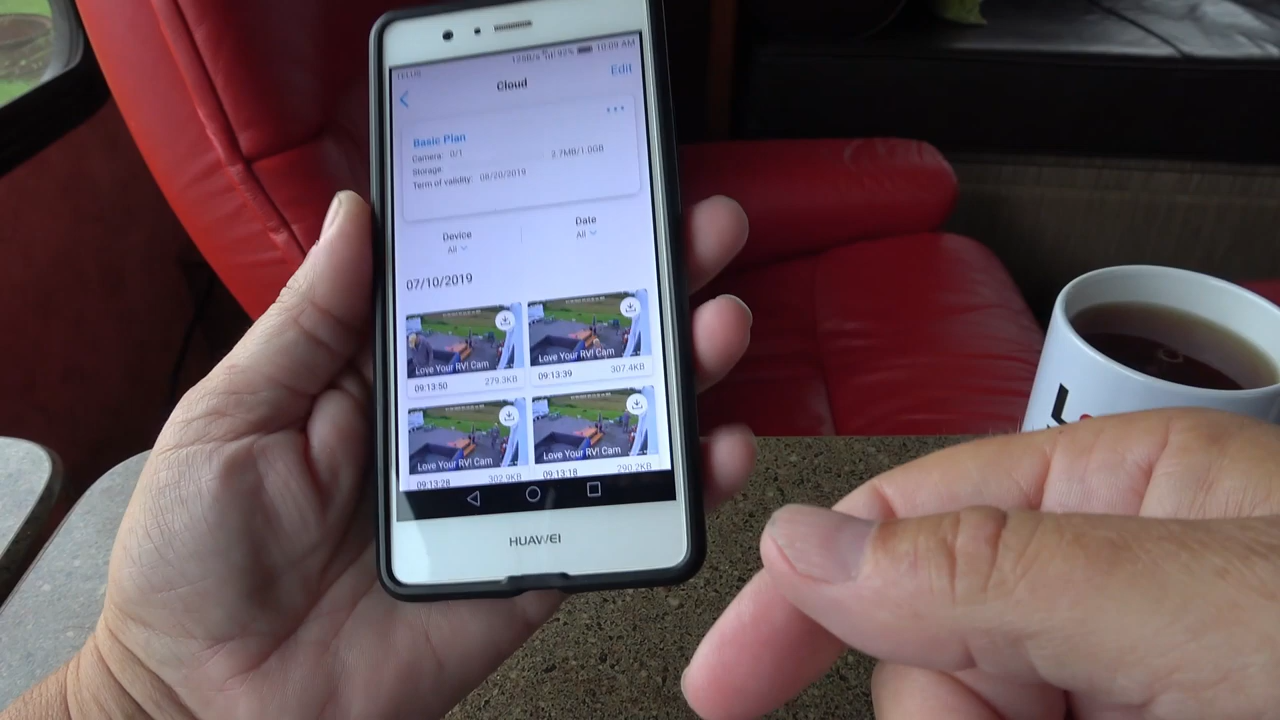 TELUS
92% 10:09 AM
Cloud
Edit
Basic Plan
Camera: 0/1
Storage: 3.7MB/1.0GB
Term of validity: 08/20/2019
Device
Date
All
All
07/10/2019
Love Your RV! Cam
Love Your RV! Cam
09:13:50 279.3KB
09:13:39 307.4KB
Love Your RV! Cam
Love Your RV! Cam
09:13:28 302.9KB
09:13:18 290.2KB
HUAWEI